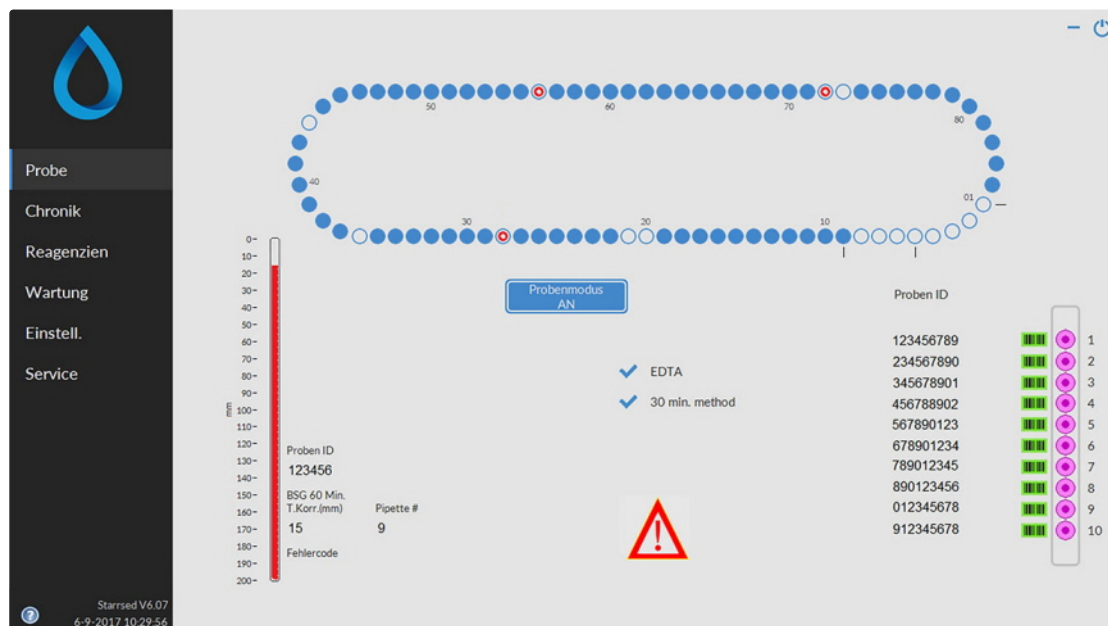 50
60
70
80
40
01
30
20
10
Probe
Chronik
Reagenzien
Wartung
Einstell.
Service
0-
10-
20-
30-
40-
50-
60-
70-
80-
90-
100-
110-
120-
130-
140-
150-
160-
170-
180-
190-
200-
mm
Probenmodus
AN
EDTA
30 min. method
Proben ID
123456
BSG 60 Min.
T.Korr.(mm) Pipette #
15 9
Fehlercode
!
Proben ID
123456789 1
234567890 2
345678901 3
456788902 4
567890123 5
678901234 6
789012345 7
890123456 8
012345678 9
912345678 10
?
Starrsed V6.07
6-9-2017 10:29:56